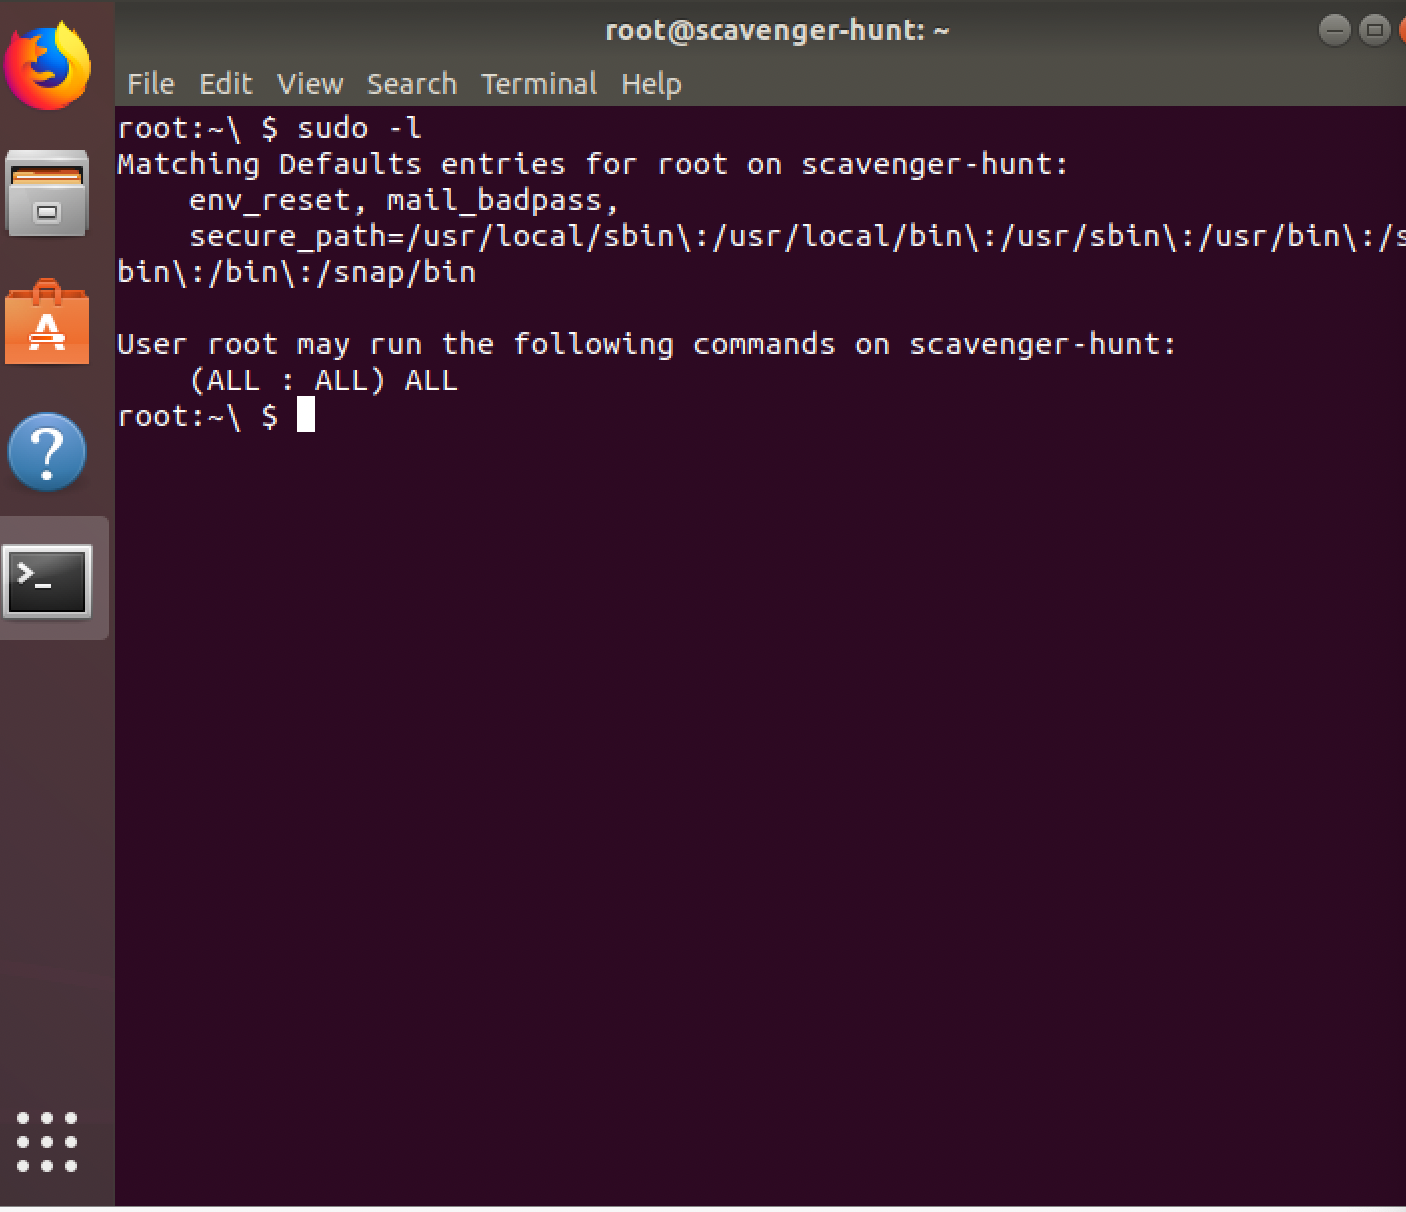 root@scavenger-hunt: ~
File Edit View Search Terminal Help
root:~\ $ sudo -l
Matching Defaults entries for root on scavenger-hunt:
    env_reset, mail_badpass,
    secure_path=/usr/local/sbin\:/usr/local/bin\:/usr/sbin\:/usr/bin\:/s
bin\:/bin\:/snap/bin

User root may run the following commands on scavenger-hunt:
    (ALL : ALL) ALL
root:~\ $